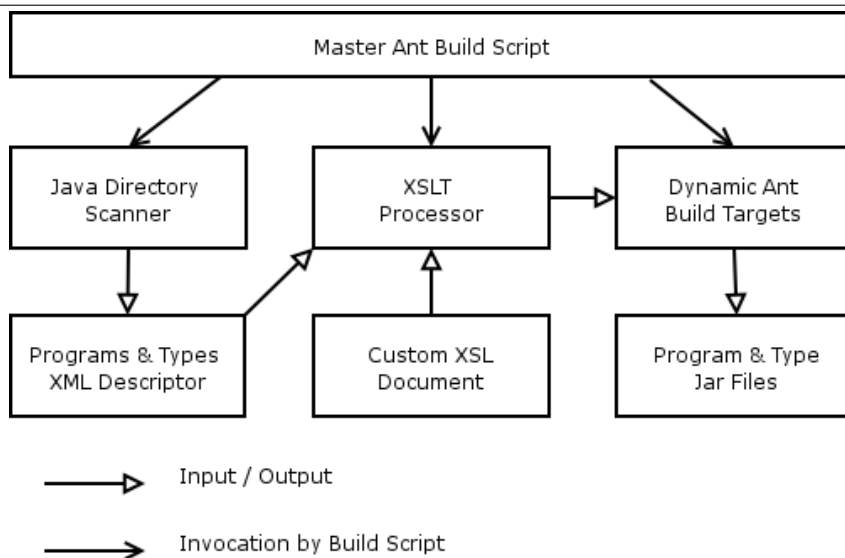 Master Ant Build Script
Java Directory
Scanner
XSLT
Processor
Dynamic Ant
Build Targets
Programs & Types
XML Descriptor
Custom XSL
Document
Program & Type
Jar Files
Input / Output
Invocation by Build Script